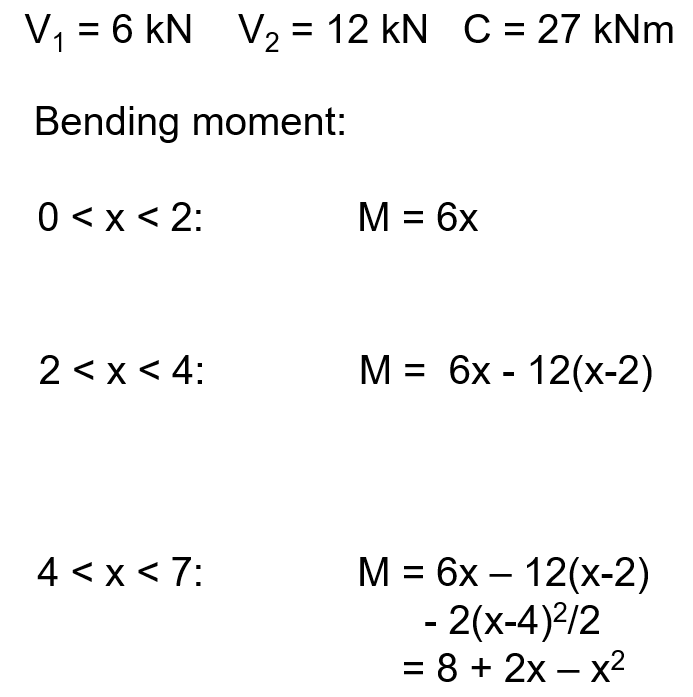 V₁ = 6 kN V₂ = 12 kN C = 27 kNm
Bending moment:
0 < x < 2: M = 6x
2 < x < 4: M = 6x - 12(x-2)
4 < x < 7: M = 6x – 12(x-2)
- 2(x-4)²/2
= 8 + 2x – x²